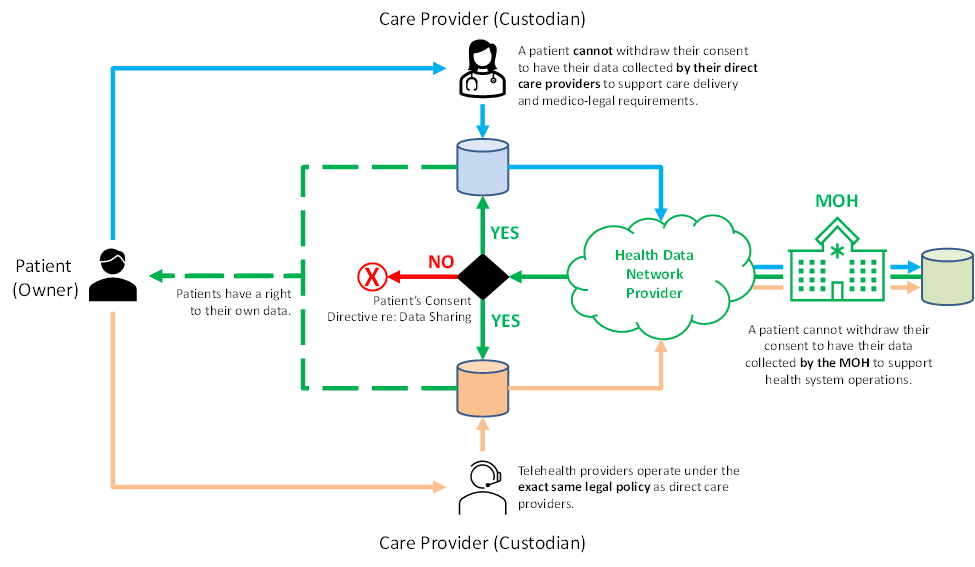 Care Provider (Custodian)
A patient cannot withdraw their consent
to have their data collected by their direct
care providers to support care delivery
and medico-legal requirements.
MOH
YES
Health Data
Network
Provider
NO
X
Patient
(Owner)
Patients have a right
to their own data.
Patient's Consent
Directive re: Data Sharing
YES
A patient cannot withdraw their
consent to have their data
collected by the MOH to support
health system operations.
Telehealth providers operate under the
exact same legal policy as direct care
providers.
Care Provider (Custodian)